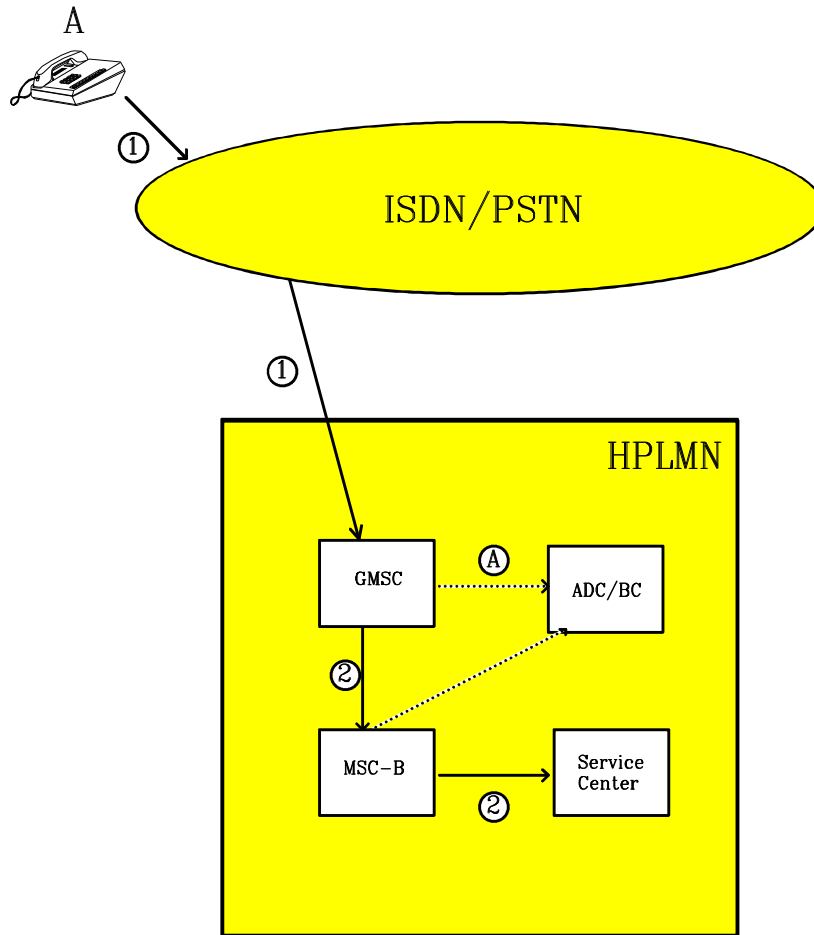 A
①
ISDN/PSTN
①
HPLMN
GMSC
Ⓐ
ADC/BC
②
MSC-B
Service
Center
②